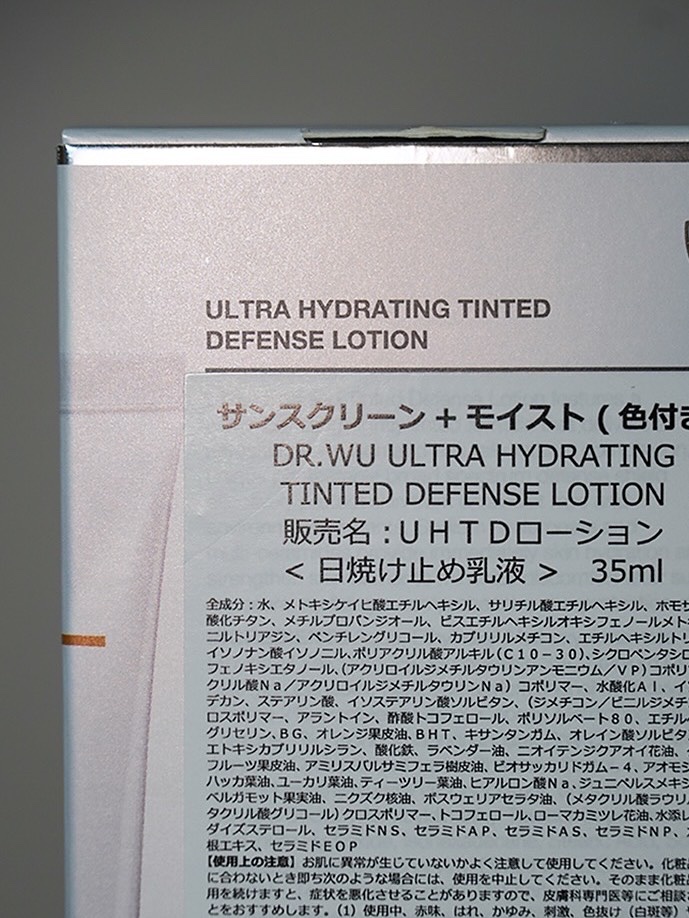 ULTRA HYDRATING TINTED
DEFENSE LOTION
サンスクリーン + モイスト ( 色付き
DR.WU ULTRA HYDRATING
TINTED DEFENSE LOTION
販売名 : ＵＨＴＤローション
< 日焼け止め乳液 > 35ml
全成分 : 水、メトキシケイヒ酸エチルヘキシル、サリチル酸エチルヘキシル、ホモサ
酸化チタン、メチルプロパンジオール、ビスエチルヘキシルオキシフェノールメトキ
ニルトリアジン、ペンチレングリコール、カプリリルメチコン、エチルヘキシルトリ
イソノナン酸イソノニル、ポリアクリル酸アルキル(Ｃ１０－３０)、シクロペンタシロ
フェノキシエタノール、(アクリロイルジメチルタウリンアンモニウム／ＶＰ) コポリ
クリル酸Ｎａ／アクリロイルジメチルタウリンＮａ）コポリマー、水酸化Ａｌ、イソ
デカン、ステアリン酸、イソステアリン酸ソルビタン、（ジメチコン／ビニルジメチ
ロスポリマー、アラントイン、酢酸トコフェロール、ポリソルベート８０、エチル
グリセリン、ＢＧ、オレンジ果皮油、ＢＨＴ、キサンタンガム、オレイン酸ソルビタ
エトキシカプリリルシラン、酸化鉄、ラベンダー油、ニオイテンジクアオイ花油、
フルーツ果皮油、アミリスバルサミフェラ樹皮油、ビオサッカリドガム－４、アオモジ
ハッカ葉油、ユーカリ葉油、ティーツリー葉油、ヒアルロン酸Ｎａ、ジュニペルスメキシ
ベルガモット果実油、ニクズク核油、ボスウェリアセラタ油、（メタクリル酸ラウリ
タクリル酸グリコール）クロスポリマー、トコフェロール、ローマカミツレ花油、水添レ
ダイズステロール、セラミドＮＳ、セラミドＡＰ、セラミドＡＳ、セラミドＮＰ、
根エキス、セラミドＥＯＰ
【使用上の注意】お肌に異常が生じていないかよく注意して使用してください。化粧品
に合わないとき即ち次のような場合には、使用を中止してください。そのまま化粧品
用を続けますと、症状を悪化させることがありますので、皮膚科専門医等にご相談
とをおすすめします。（1）使用中、赤味、はれ、かゆみ、刺激、色抜け（白斑等）